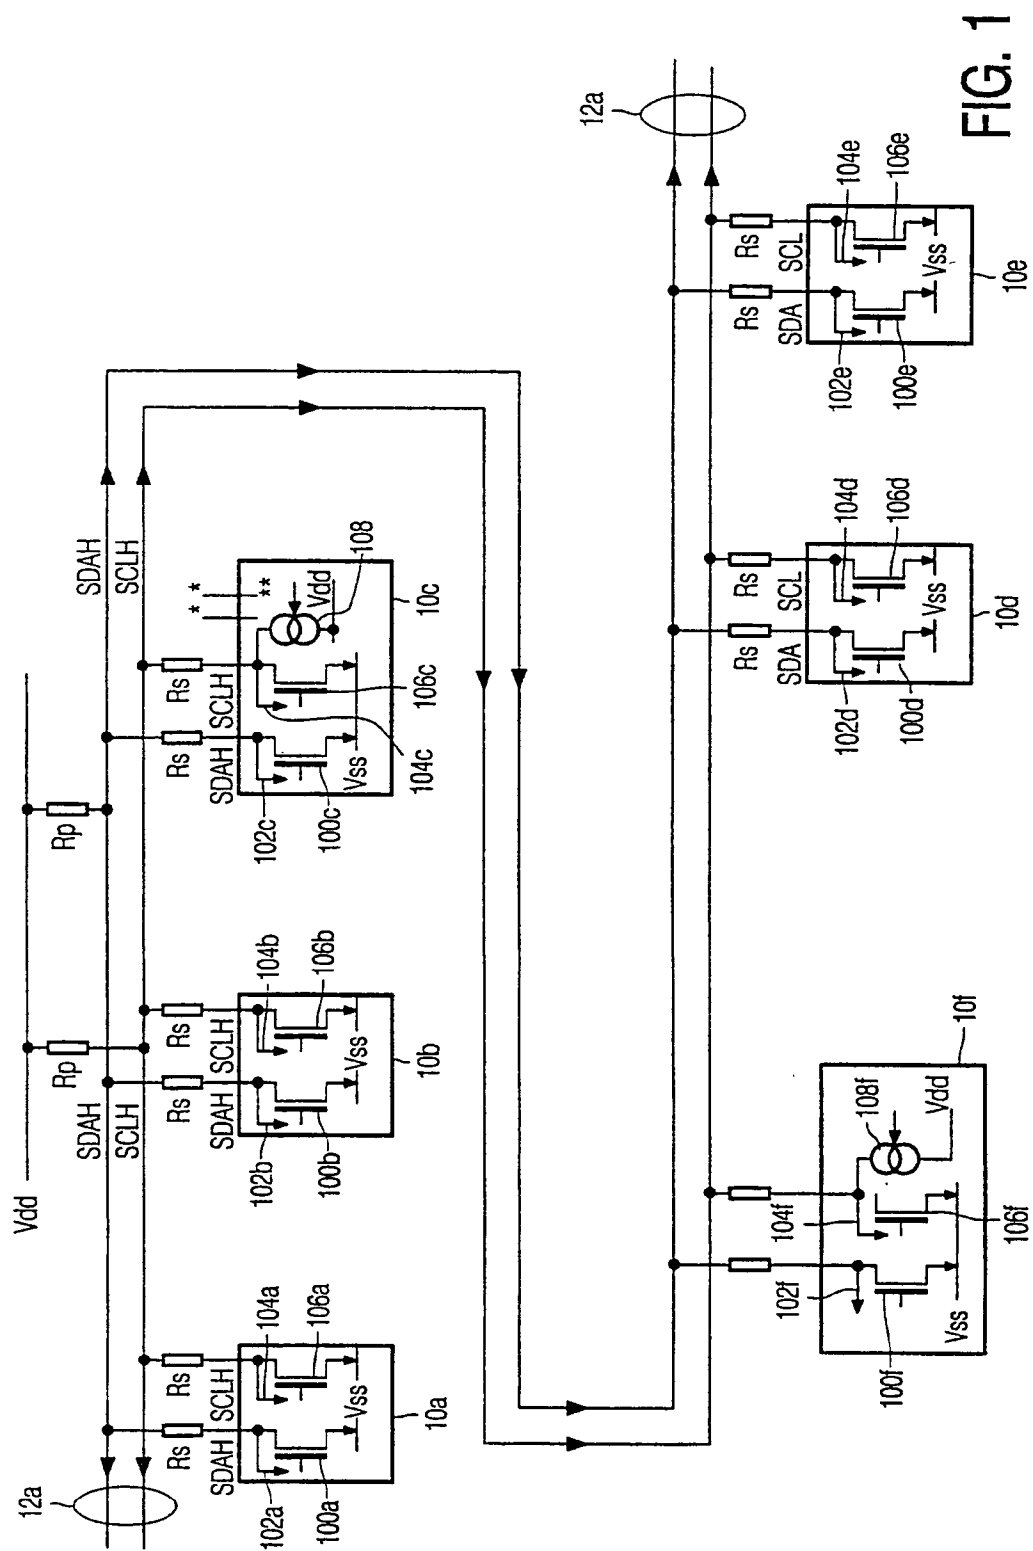 Vdd
12a
SDAH
SCLH
Rp
Rp
SDAH
SCLH
Rs
Rs
SDAH
SCLH
102a
104a
100a
106a
Vss
10a
Rs
Rs
SDAH
SCLH
102b
104b
100b
106b
Vss
10b
Rs
Rs
SDAH
SCLH
* *
**
102c
104c
100c
106c
Vss
Vdd
108
10c
12a
102f
104f
100f
106f
108f
Vss
Vdd
10f
Rs
Rs
SDA
SCL
102d
104d
100d
106d
Vss
10d
Rs
Rs
SDA
SCL
102e
104e
100e
106e
Vss
10e
FIG. 1